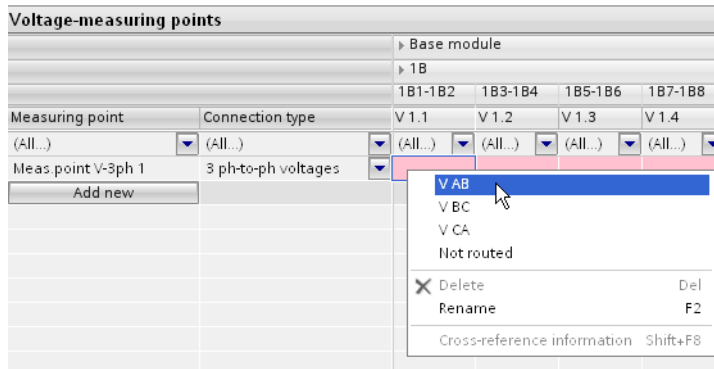 Voltage-measuring points
Base module
1B
1B1-1B2 1B3-1B4 1B5-1B6 1B7-1B8
Measuring point Connection type V 1.1 V 1.2 V 1.3 V 1.4
(All...) (All...) (All...) (All...) (All...) (All...)
Meas.point V-3ph 1 3 ph-to-ph voltages
Add new
V AB
V BC
V CA
Not routed
Delete Del
Rename F2
Cross-reference information Shift+F8